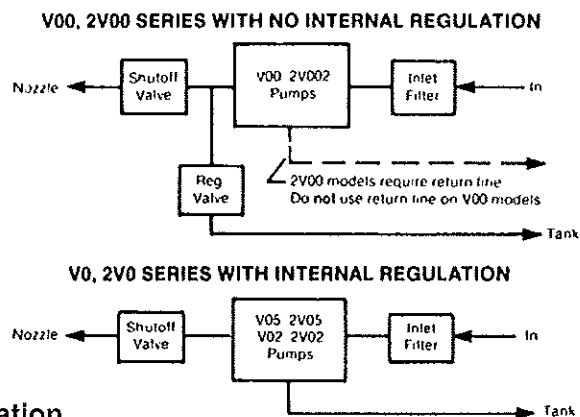 V00, 2V00 SERIES WITH NO INTERNAL REGULATION
Nozzle
Shutoff
Valve
V00 2V002
Pumps
Inlet
Filter
In
Reg
Valve
2V00 models require return line
Do not use return line on V00 models
Tank
V0, 2V0 SERIES WITH INTERNAL REGULATION
Nozzle
Shutoff
Valve
V05 2V05
V02 2V02
Pumps
Inlet
Filter
In
Tank